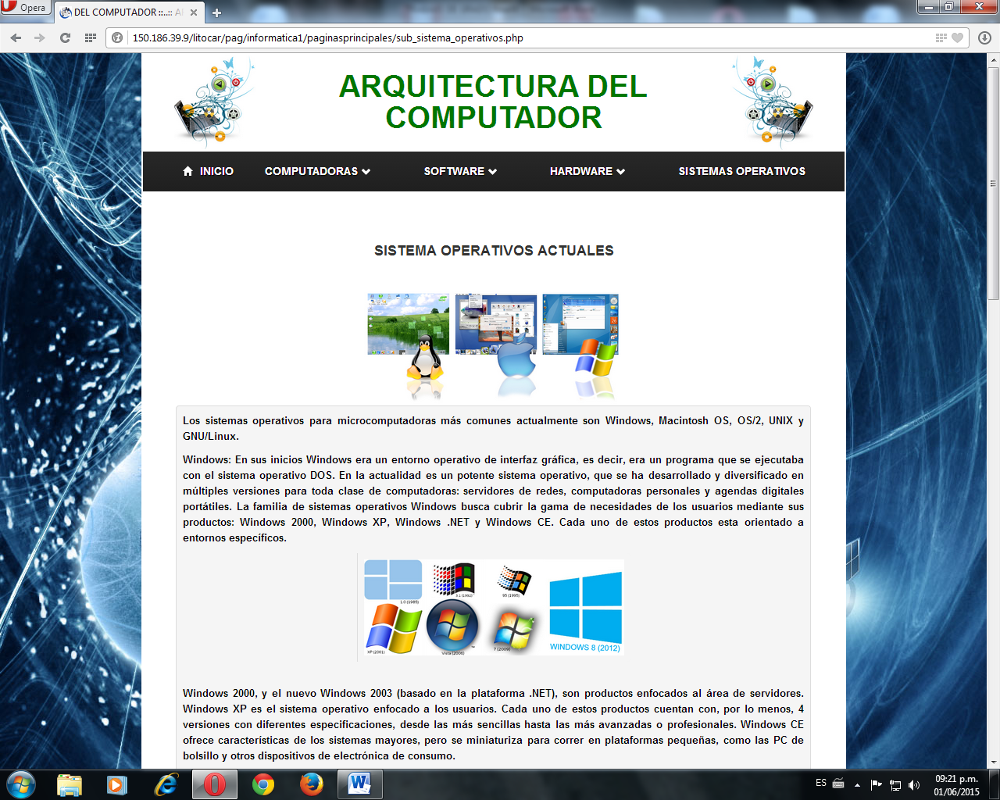 Opera
DEL COMPUTADOR ::..:: A
150.186.39.9/litocar/pag/informatica1/paginasprincipales/sub_sistema_operativos.php
ARQUITECTURA DEL
COMPUTADOR
INICIO COMPUTADORAS SOFTWARE HARDWARE SISTEMAS OPERATIVOS
SISTEMA OPERATIVOS ACTUALES
Los sistemas operativos para microcomputadoras más comunes actualmente son Windows, Macintosh OS, OS/2, UNIX y
GNU/Linux.
Windows: En sus inicios Windows era un entorno operativo de interfaz gráfica, es decir, era un programa que se ejecutaba
con el sistema operativo DOS. En la actualidad es un potente sistema operativo, que se ha desarrollado y diversificado en
múltiples versiones para toda clase de computadoras: servidores de redes, computadoras personales y agendas digitales
portátiles. La familia de sistemas operativos Windows busca cubrir la gama de necesidades de los usuarios mediante sus
productos: Windows 2000, Windows XP, Windows .NET y Windows CE. Cada uno de estos productos esta orientado a
entornos específicos.
1.0 (1985) 3.1 (1992) 95 (1995)
XP (2001) Vista (2006) 7 (2009) WINDOWS 8 (2012)
Windows 2000, y el nuevo Windows 2003 (basado en la plataforma .NET), son productos enfocados al área de servidores.
Windows XP es el sistema operativo enfocado a los usuarios. Cada uno de estos productos cuentan con, por lo menos, 4
versiones con diferentes especificaciones, desde las más sencillas hasta las más avanzadas o profesionales. Windows CE
ofrece características de los sistemas mayores, pero se miniaturiza para correr en plataformas pequeñas, como las PC de
bolsillo y otros dispositivos de electrónica de consumo.
ES
09:21 p.m.
01/06/2015